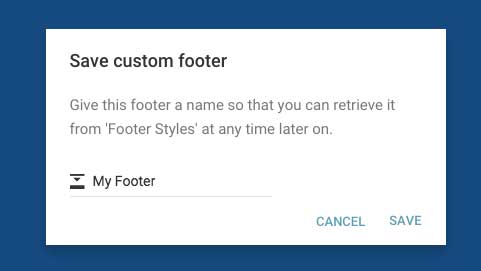 Save custom footer
Give this footer a name so that you can retrieve it
from 'Footer Styles' at any time later on.
My Footer
CANCEL SAVE